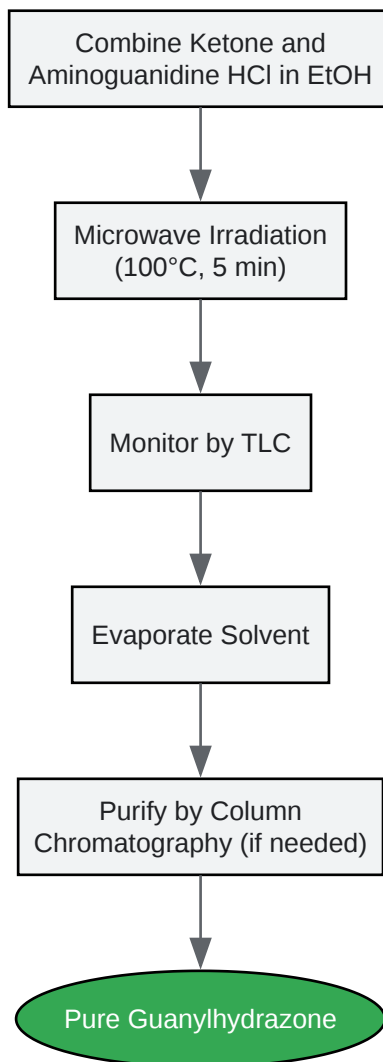 Combine Ketone and
Aminoguanidine HCl in EtOH
Microwave Irradiation
(100°C, 5 min)
Monitor by TLC
Evaporate Solvent
Purify by Column
Chromatography (if needed)
Pure Guanylhydrazone